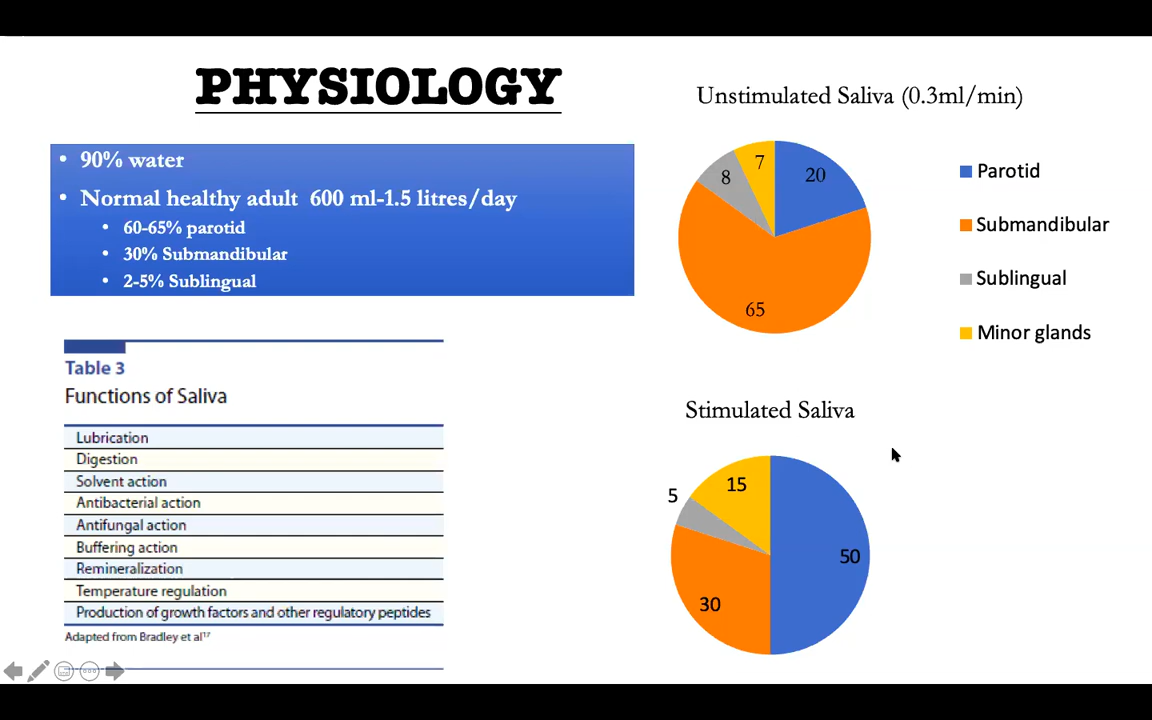 PHYSIOLOGY
• 90% water
• Normal healthy adult 600 ml-1.5 litres/day
• 60-65% parotid
• 30% Submandibular
• 2-5% Sublingual
Table 3
Functions of Saliva
Lubrication
Digestion
Solvent action
Antibacterial action
Antifungal action
Buffering action
Remineralization
Temperature regulation
Production of growth factors and other regulatory peptides
Adapted from Bradley et al¹⁷
Unstimulated Saliva (0.3ml/min)
7
20
8
65
Parotid
Submandibular
Sublingual
Minor glands
Stimulated Saliva
15
5
50
30